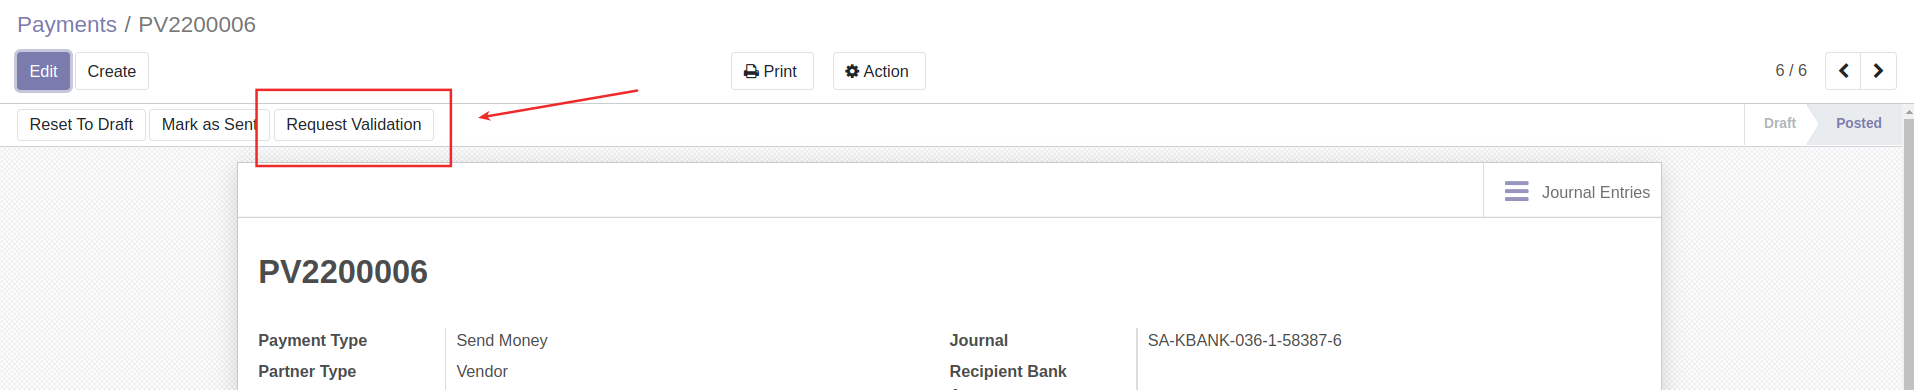 Payments / PV2200006
Edit Create Print Action 6 / 6
Reset To Draft Mark as Sent Request Validation Draft Posted
Journal Entries
PV2200006
Payment Type Send Money Journal SA-KBANK-036-1-58387-6
Partner Type Vendor Recipient Bank